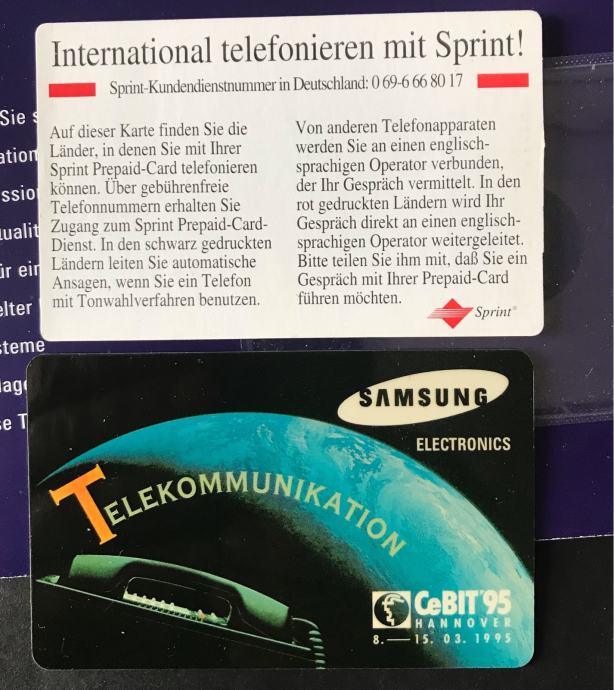 International telefonieren mit Sprint!
Sprint-Kundendienstnummer in Deutschland: 0 69-6 66 80 17
Auf dieser Karte finden Sie die
Länder, in denen Sie mit Ihrer
Sprint Prepaid-Card telefonieren
können. Über gebührenfreie
Telefonnummern erhalten Sie
Zugang zum Sprint Prepaid-Card-
Dienst. In den schwarz gedruckten
Ländern leiten Sie automatische
Ansagen, wenn Sie ein Telefon
mit Tonwahlverfahren benutzen.
Von anderen Telefonapparaten
werden Sie an einen englisch-
sprachigen Operator verbunden,
der Ihr Gespräch vermittelt. In den
rot gedruckten Ländern wird Ihr
Gespräch direkt an einen englisch-
sprachigen Operator weitergeleitet.
Bitte teilen Sie ihm mit, daß Sie ein
Gespräch mit Ihrer Prepaid-Card
führen möchten.
Sprint®
Sie
SAMSUNG
ELECTRONICS
TELEKOMMUNIKATION
CeBIT'95
HANNOVER
8.—15. 03. 1995